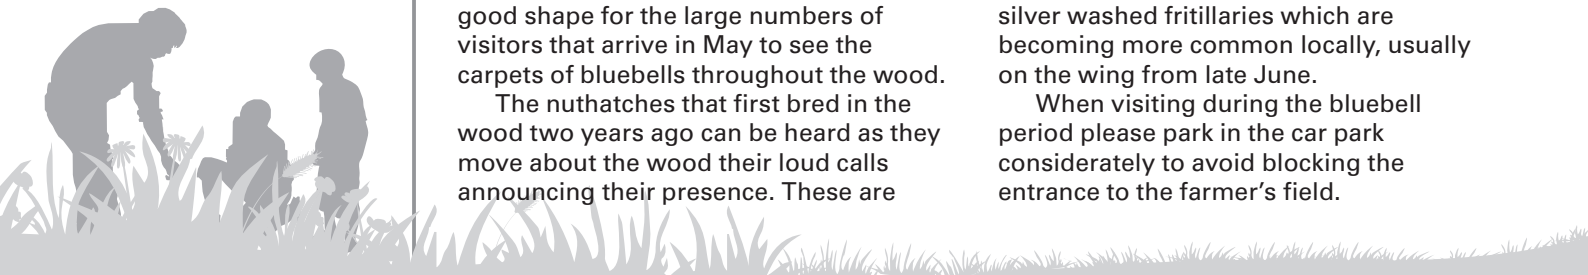 good shape for the large numbers of
visitors that arrive in May to see the
carpets of bluebells throughout the wood.
The nuthatches that first bred in the
wood two years ago can be heard as they
move about the wood their loud calls
announcing their presence. These are
silver washed fritillaries which are
becoming more common locally, usually
on the wing from late June.
When visiting during the bluebell
period please park in the car park
considerately to avoid blocking the
entrance to the farmer’s field.